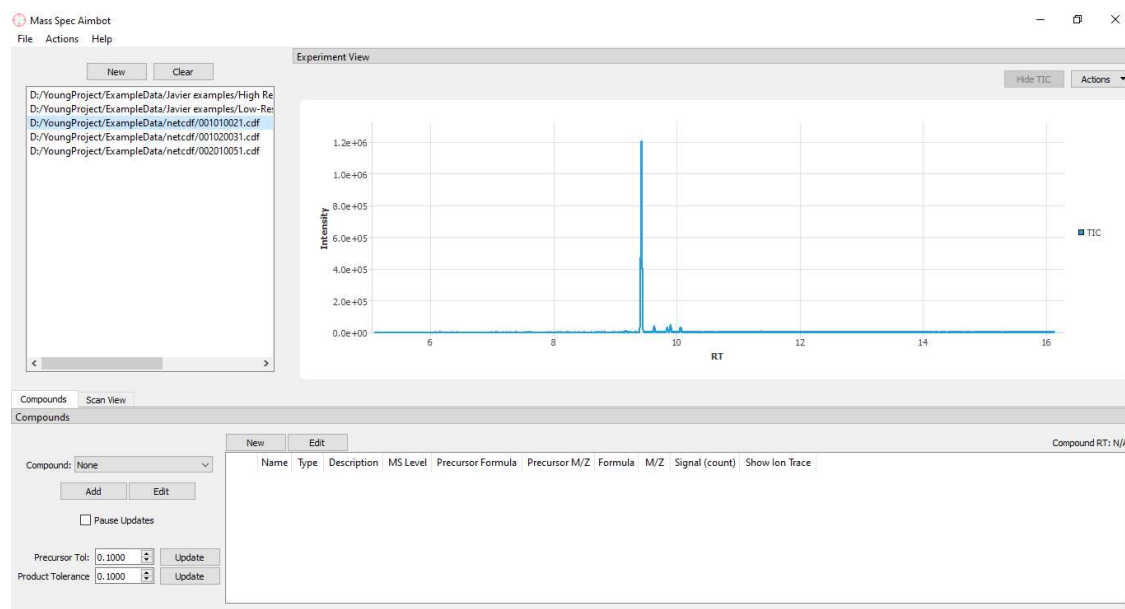 Mass Spec Aimbot
File Actions Help
New Clear
D:/YoungProject/ExampleData/Javier examples/High Re
D:/YoungProject/ExampleData/Javier examples/Low-Re
D:/YoungProject/ExampleData/netcdf/001010021.cdf
D:/YoungProject/ExampleData/netcdf/001020031.cdf
D:/YoungProject/ExampleData/netcdf/002010051.cdf
Experiment View
Hide TIC Actions
1.2e+06
1.0e+06
8.0e+05
6.0e+05
4.0e+05
2.0e+05
0.0e+00
Intensity
6 8 10 12 14 16
RT
TIC
Compounds Scan View
Compounds
Compound: None
Add Edit
Pause Updates
Precursor Tol: 0.1000 Update
Product Tolerance 0.1000 Update
New Edit
Compound RT: N/A
Name Type Description MS Level Precursor Formula Precursor M/Z Formula M/Z Signal (count) Show Ion Trace